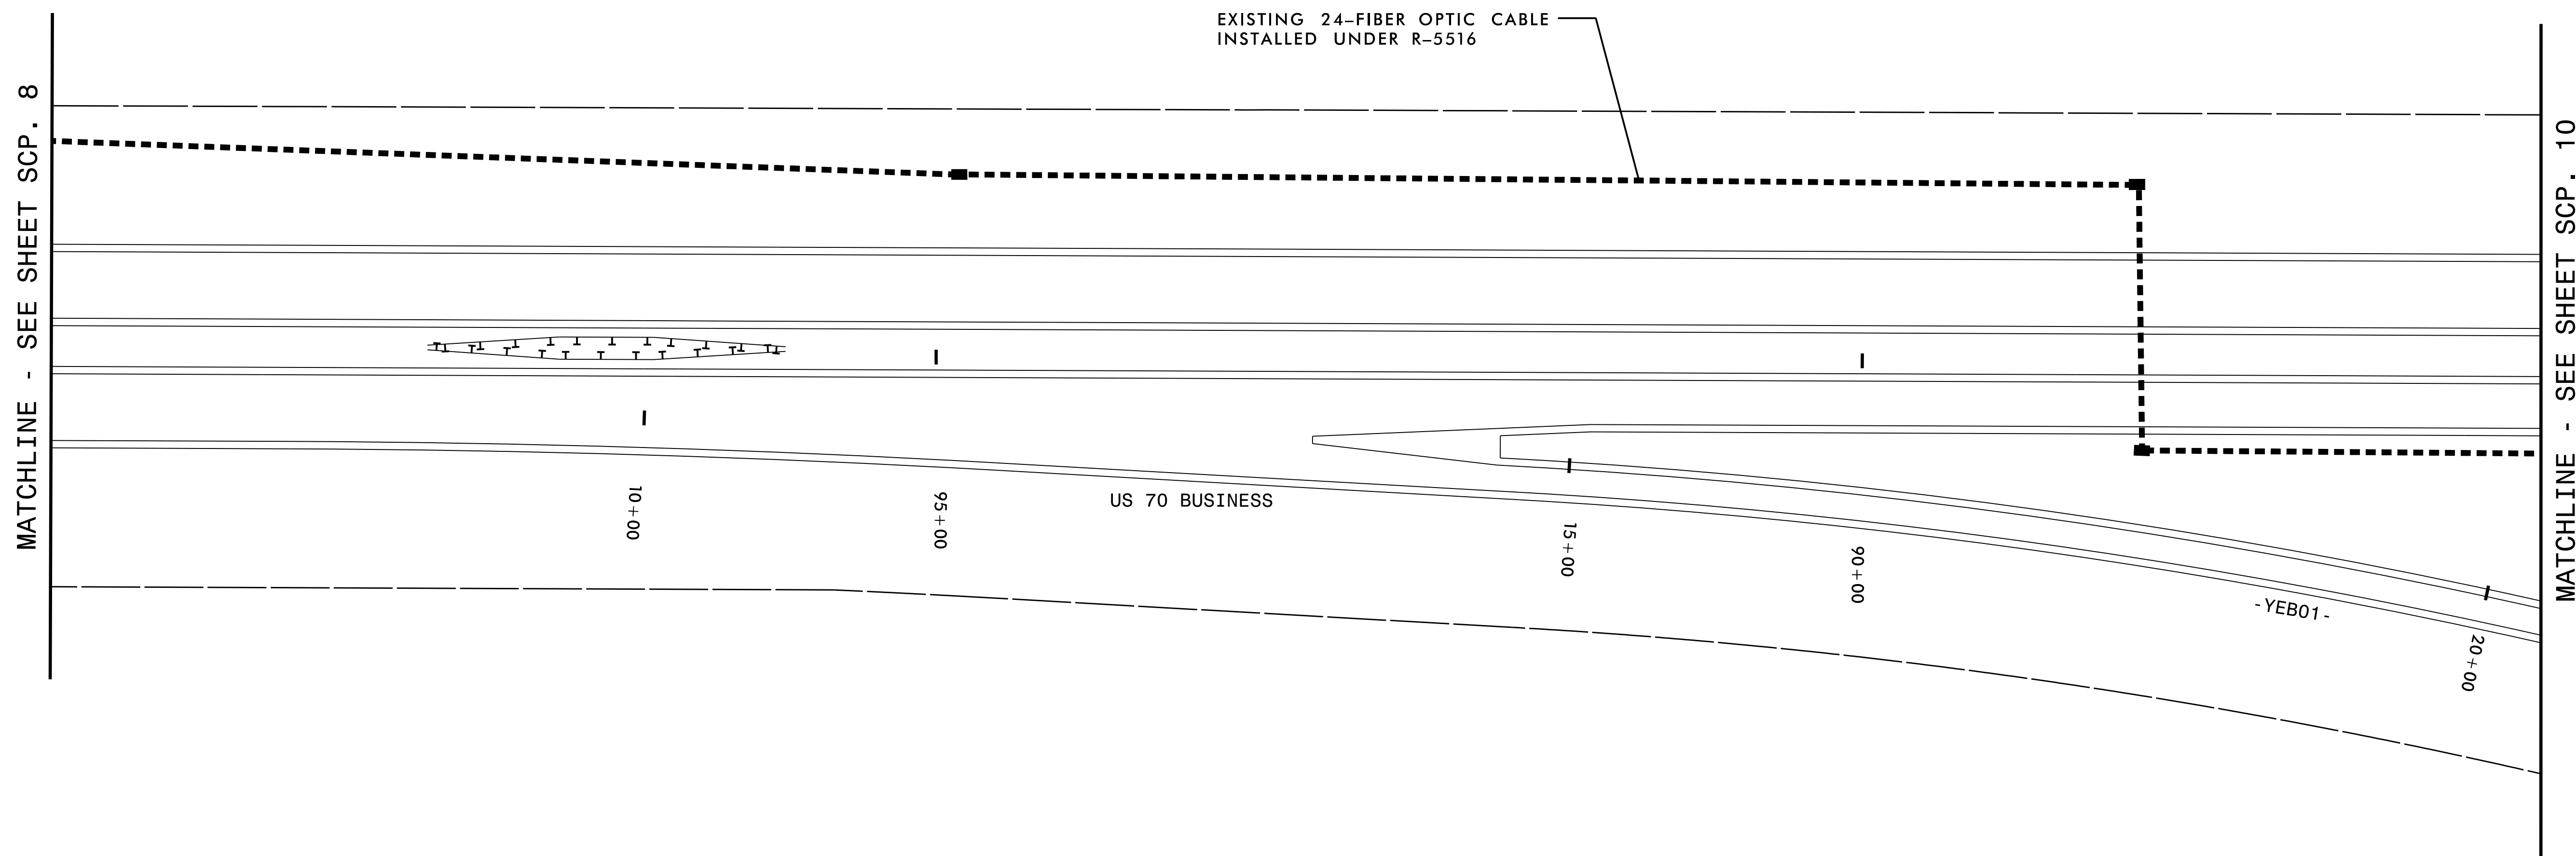 EXISTING 24–FIBER OPTIC CABLE
INSTALLED UNDER R–5516
MATCHLINE - SEE SHEET SCP. 8
MATCHLINE - SEE SHEET SCP. 10
10+00
95+00
US 70 BUSINESS
15+00
90+00
-YEB01-
20+00